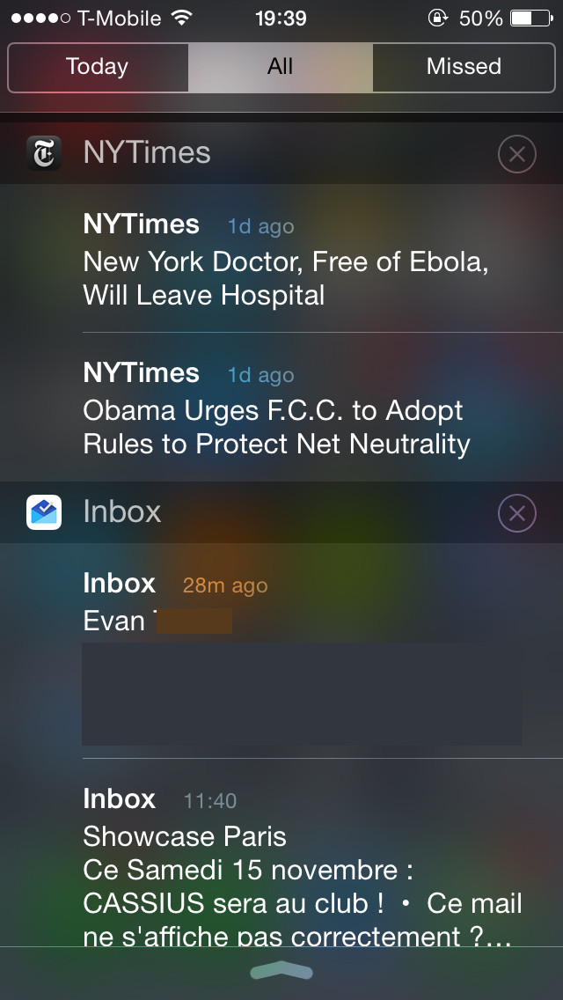 T-Mobile 19:39 50%
Today All Missed
NYTimes
NYTimes 1d ago
New York Doctor, Free of Ebola,
Will Leave Hospital
NYTimes 1d ago
Obama Urges F.C.C. to Adopt
Rules to Protect Net Neutrality
Inbox
Inbox 28m ago
Evan
Inbox 11:40
Showcase Paris
Ce Samedi 15 novembre :
CASSIUS sera au club ! • Ce mail
ne s'affiche pas correctement ?...